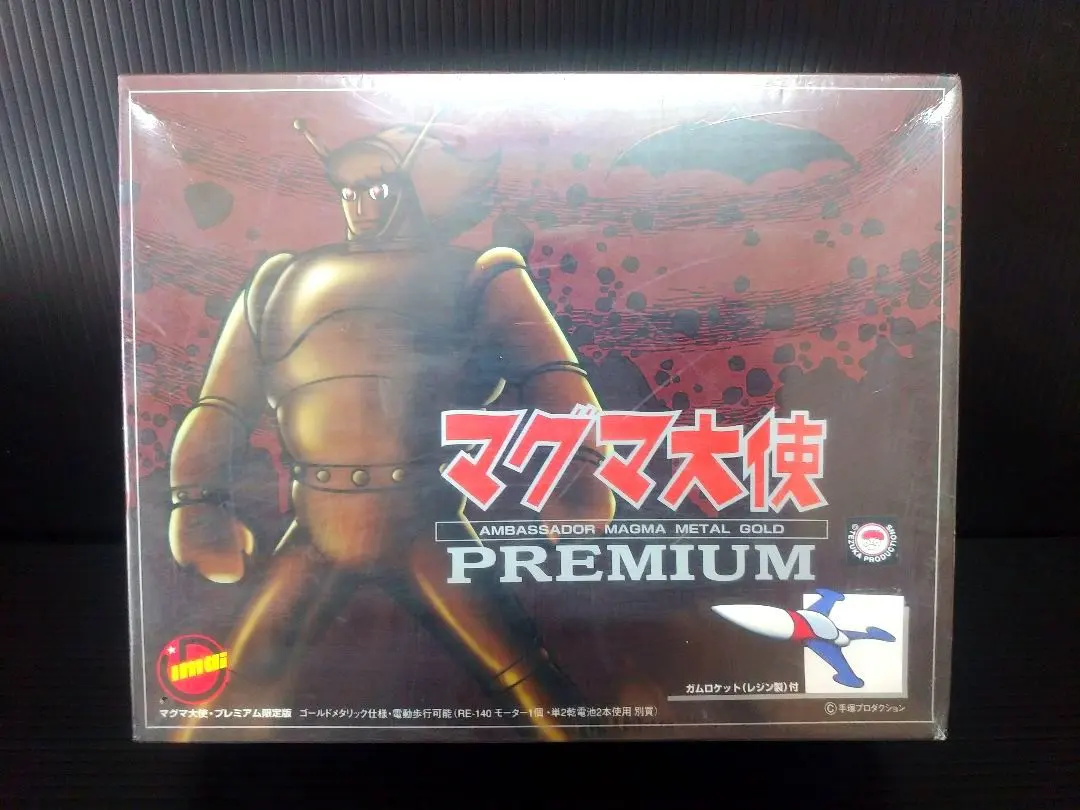 マグマ大使
AMBASSADOR MAGMA METAL GOLD
PREMIUM
©TEZUKA PRODUCTIONS
ガムロケット(レジン製)付
imai
マグマ大使・プレミアム限定版 ゴールドメタリック仕様・電動歩行可能(RE-140 モーター1個・単2乾電池2本使用 別買)
©手塚プロダクション